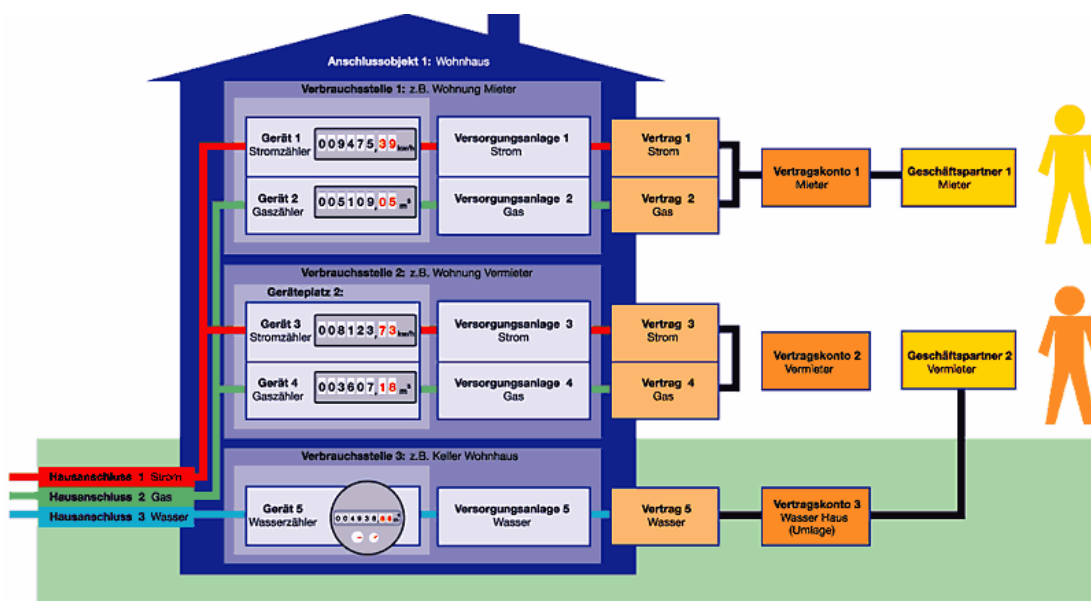 Anschlussobjekt 1: Wohnhaus
Verbrauchsstelle 1: z.B. Wohnung Mieter
Gerät 1
Stromzähler
009475,39 km/h
Versorgungsanlage 1
Strom
Vertrag 1
Strom
Gerät 2
Gaszähler
005109,05 m³
Versorgungsanlage 2
Gas
Vertrag 2
Gas
Vertragskonto 1
Mieter
Geschäftspartner 1
Mieter
Verbrauchsstelle 2: z.B. Wohnung Vermieter
Geräteplatz 2:
Gerät 3
Stromzähler
008123,73 km/h
Versorgungsanlage 3
Strom
Vertrag 3
Strom
Gerät 4
Gaszähler
003607,18 m³
Versorgungsanlage 4
Gas
Vertrag 4
Gas
Vertragskonto 2
Vermieter
Geschäftspartner 2
Vermieter
Verbrauchsstelle 3: z.B. Keller Wohnhaus
Hausanschluss 1 Strom
Hausanschluss 2 Gas
Hausanschluss 3 Wasser
Gerät 5
Wasserzähler
Versorgungsanlage 5
Wasser
Vertrag 5
Wasser
Vertragskonto 3
Wasser Haus
(Umlage)